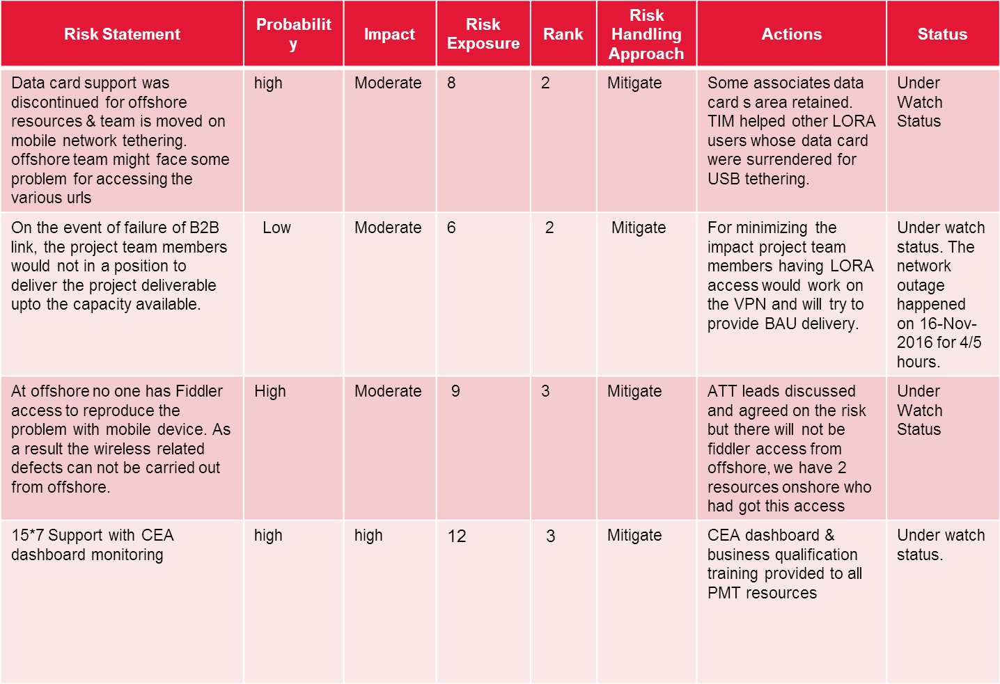 Risk Statement
Probabilit
y
Impact
Risk
Exposure
Rank
Risk
Handling
Approach
Actions
Status
Data card support was
discontinued for offshore
resources & team is moved on
mobile network tethering.
offshore team might face some
problem for accessing the
various urls
high
Moderate
8
2
Mitigate
Some associates data
card s area retained.
TIM helped other LORA
users whose data card
were surrendered for
USB tethering.
Under
Watch
Status
On the event of failure of B2B
link, the project team members
would not in a position to
deliver the project deliverable
upto the capacity available.
Low
Moderate
6
2
Mitigate
For minimizing the
impact project team
members having LORA
access would work on
the VPN and will try to
provide BAU delivery.
Under watch
status. The
network
outage
happened
on 16-Nov-
2016 for 4/5
hours.
At offshore no one has Fiddler
access to reproduce the
problem with mobile device. As
a result the wireless related
defects can not be carried out
from offshore.
High
Moderate
9
3
Mitigate
ATT leads discussed
and agreed on the risk
but there will not be
fiddler access from
offshore, we have 2
resources onshore who
had got this access
Under
Watch
Status
15*7 Support with CEA
dashboard monitoring
high
high
12
3
Mitigate
CEA dashboard &
business qualification
training provided to all
PMT resources
Under watch
status.